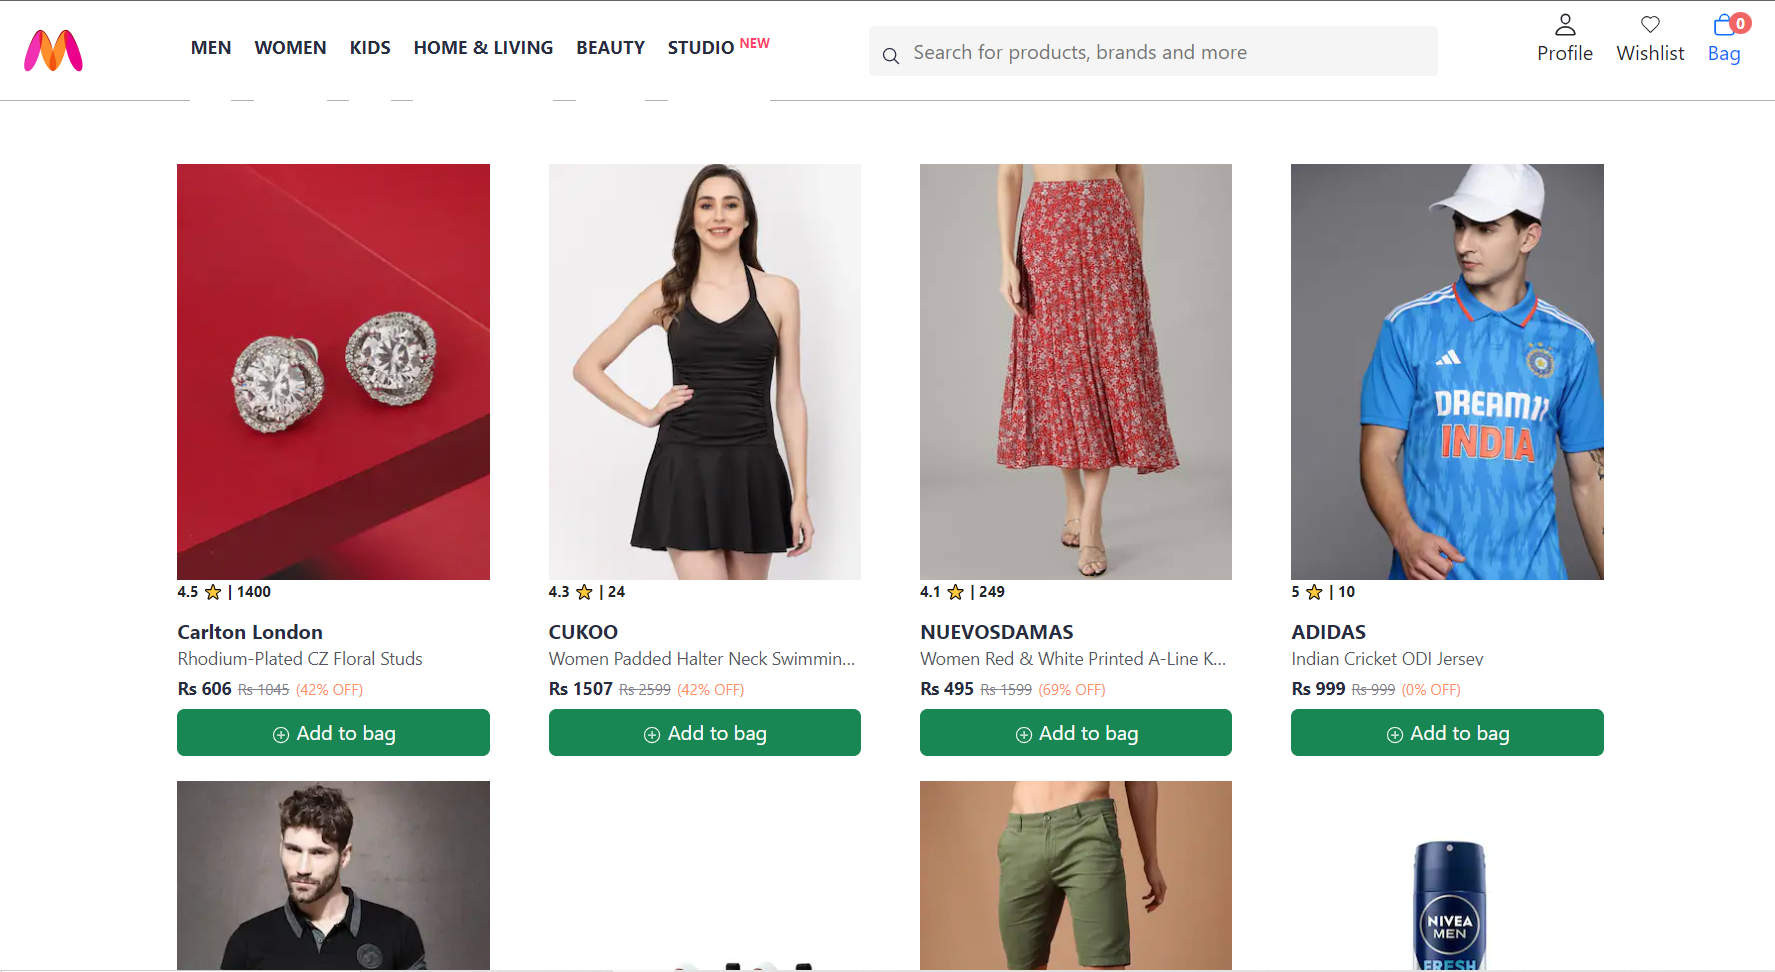 MEN WOMEN KIDS HOME & LIVING BEAUTY STUDIO NEW
Search for products, brands and more
Profile
Wishlist
0
Bag
DREAM11
INDIA
4.5 ⭐ | 1400
Carlton London
Rhodium-Plated CZ Floral Studs
Rs 606 Rs 1045 (42% OFF)
Add to bag
4.3 ⭐ | 24
CUKOO
Women Padded Halter Neck Swimmin...
Rs 1507 Rs 2599 (42% OFF)
Add to bag
4.1 ⭐ | 249
NUEVOSDAMAS
Women Red & White Printed A-Line K...
Rs 495 Rs 1599 (69% OFF)
Add to bag
5 ⭐ | 10
ADIDAS
Indian Cricket ODI Jersey
Rs 999 Rs 999 (0% OFF)
Add to bag
NIVEA
MEN
FRESH